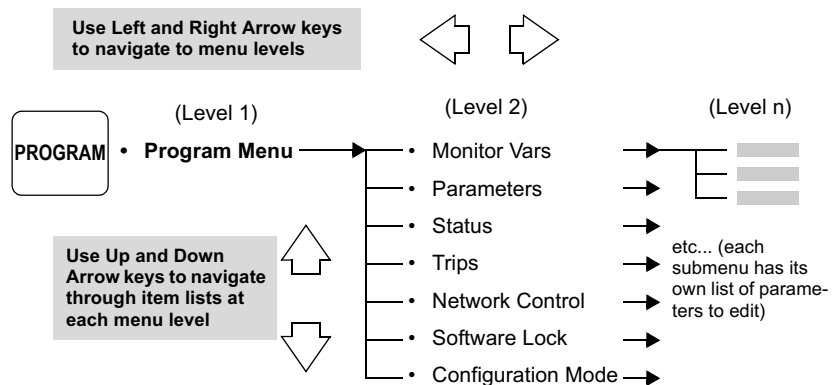 Use Left and Right Arrow keys
to navigate to menu levels
(Level 1)
(Level 2)
(Level n)
PROGRAM
• Program Menu
• Monitor Vars
• Parameters
• Status
• Trips
• Network Control
• Software Lock
• Configuration Mode
Use Up and Down
Arrow keys to navigate
through item lists at
each menu level
etc... (each
submenu has its
own list of parame-
ters to edit)